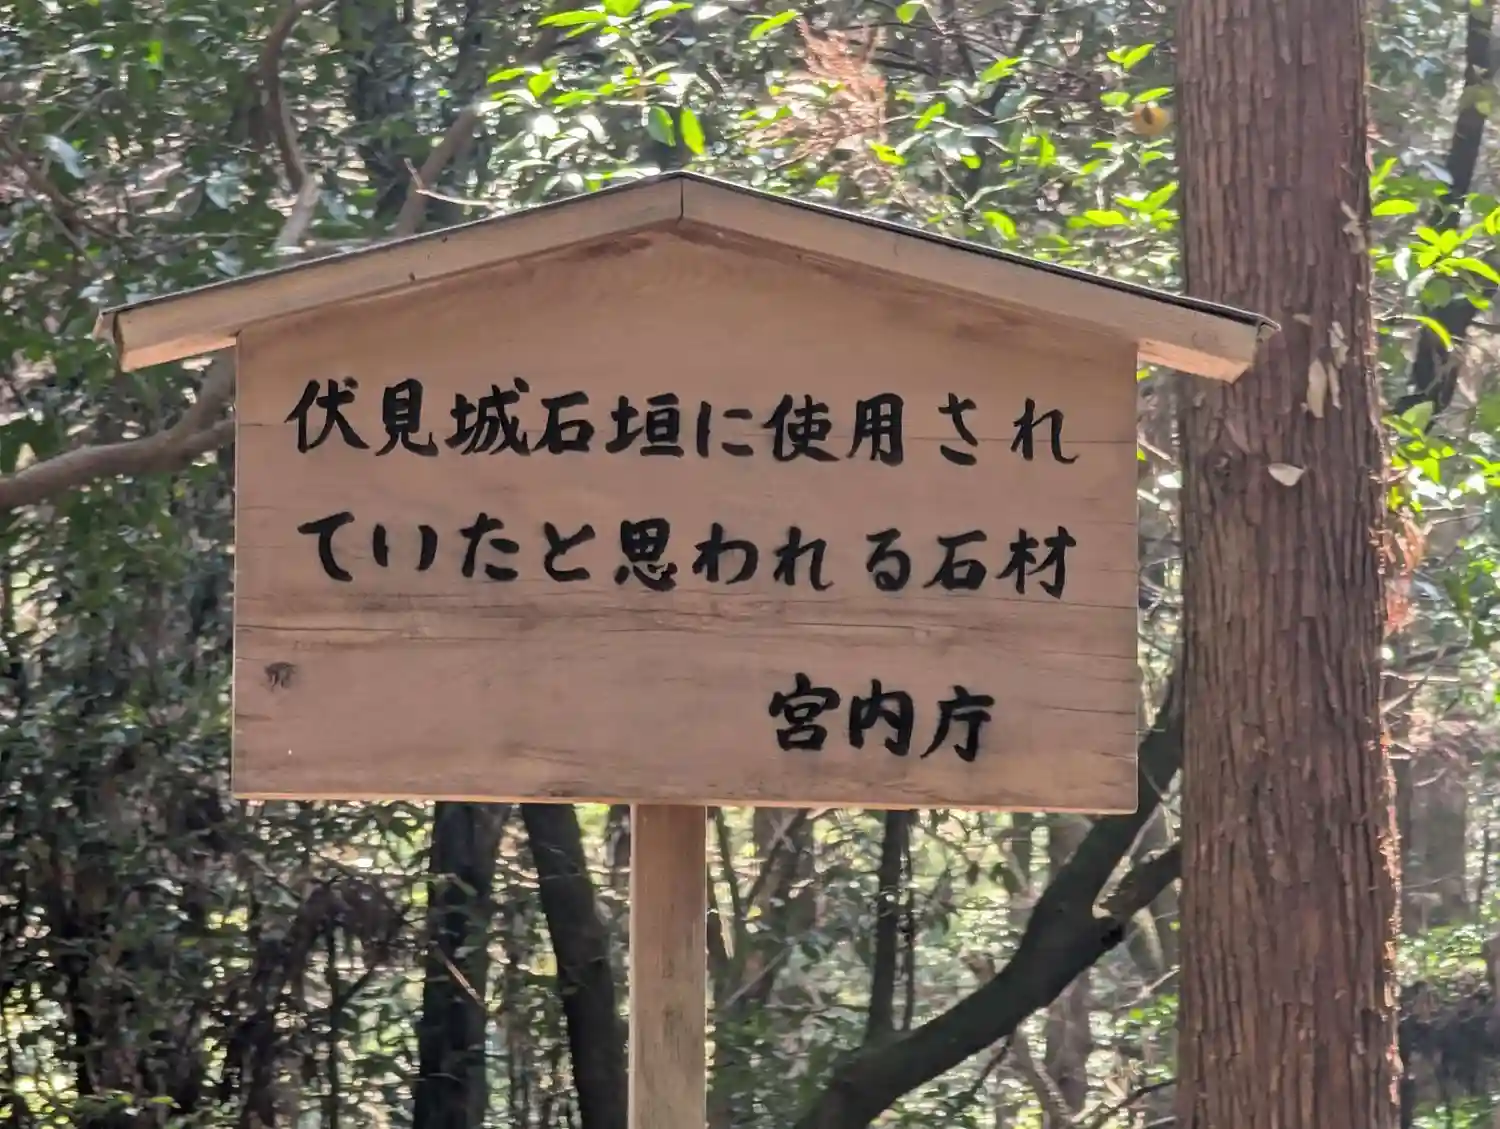 伏見城石垣に使用され
ていたと思われる石材
宮内庁